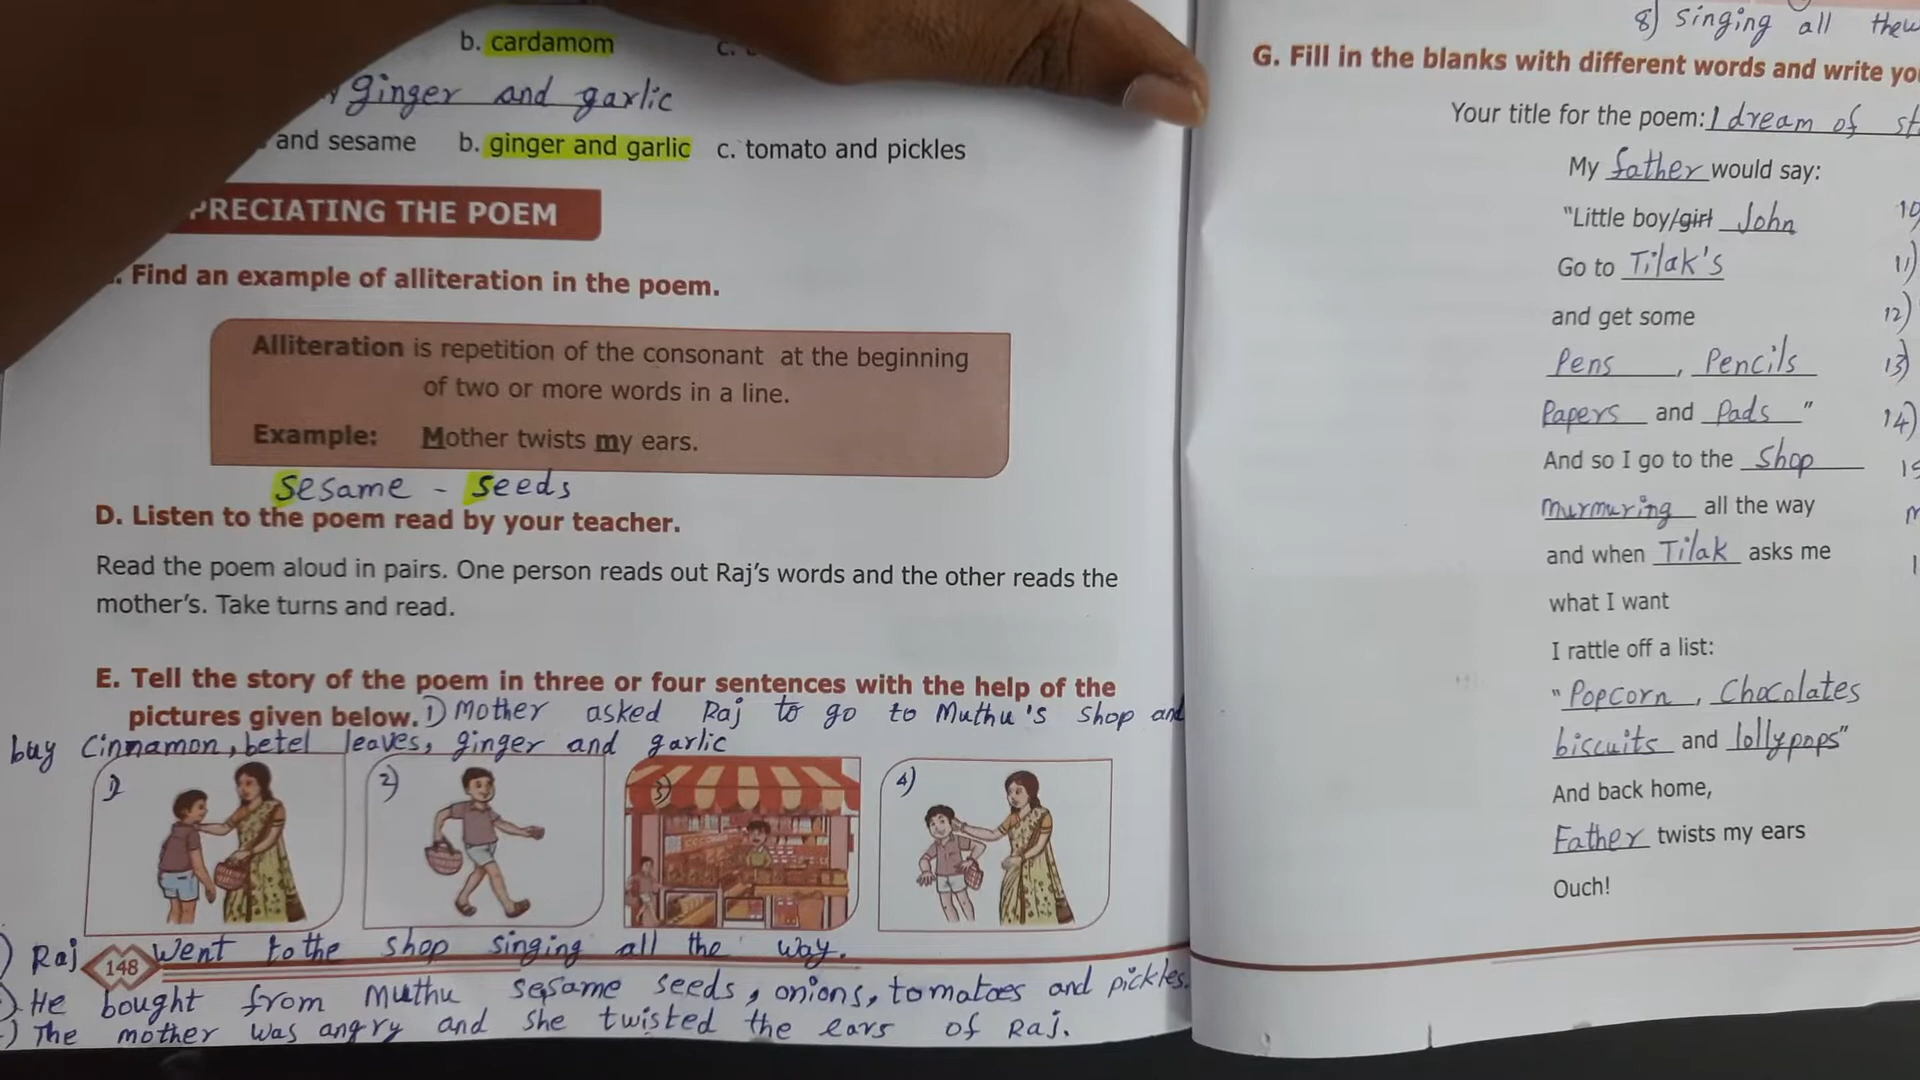 b. cardamom
ginger and garlic
and sesame b. ginger and garlic c. tomato and pickles
PRECIATING THE POEM
. Find an example of alliteration in the poem.
Alliteration is repetition of the consonant at the beginning
of two or more words in a line.
Example: Mother twists my ears.
Sesame - Seeds
D. Listen to the poem read by your teacher.
Read the poem aloud in pairs. One person reads out Raj's words and the other reads the
mother's. Take turns and read.
E. Tell the story of the poem in three or four sentences with the help of the
pictures given below. 1) Mother asked Raj to go to Muthu's shop and
buy Cinnamon, betel leaves, ginger and garlic
1) 2) 3) 4)
) Raj went to the shop singing all the way.
148
) He bought from Muthu sesame seeds, onions, tomatoes and pickles.
) The mother was angry and she twisted the ears of Raj.
8) singing all the
G. Fill in the blanks with different words and write yo
Your title for the poem: I dream of st
My father would say:
"Little boy/girl John
Go to Tilak's
and get some
Pens, Pencils
Papers and Pads"
And so I go to the Shop
murmuring all the way
and when Tilak asks me
what I want
I rattle off a list:
"Popcorn, Chocolates
biscuits and lollypops"
And back home,
Father twists my ears
Ouch!
10
11)
12)
13)
14)